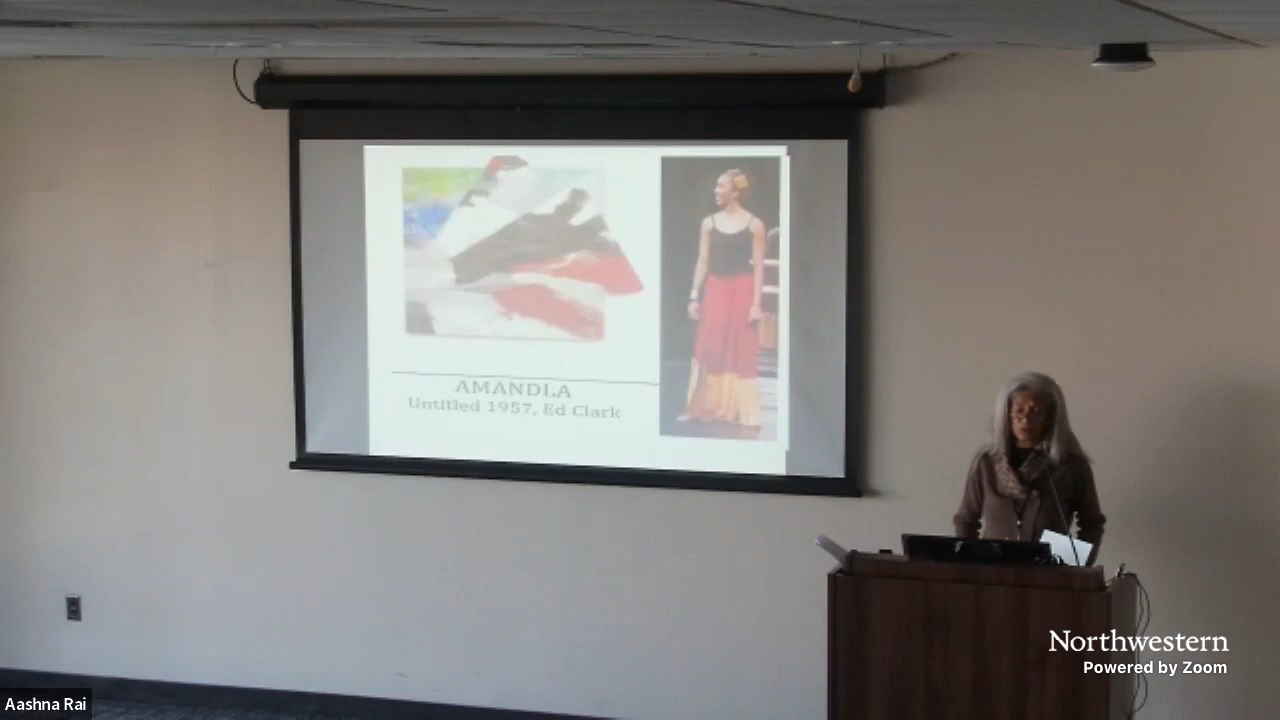 AMANDLA
Untitled 1957, Ed Clark
Northwestern
Powered by Zoom
Aashna Rai